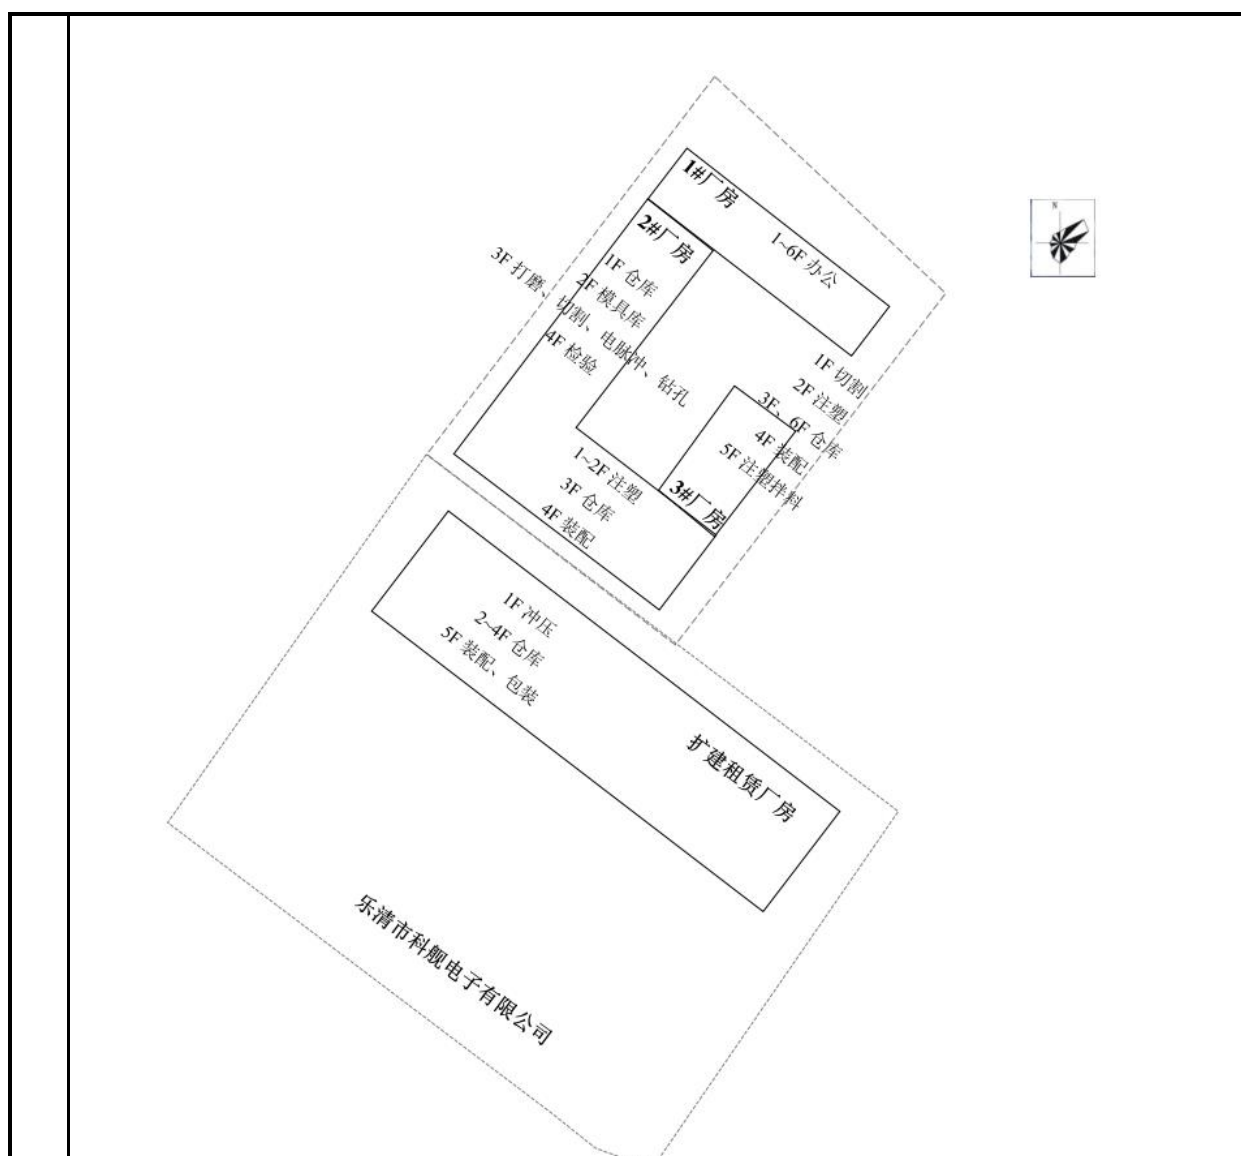 1#厂房
1~6F 办公
N
2#厂房
1F 仓库
2F 模具库
3F 打磨、切割、电脉冲、钻孔
4F 检验
1F 切割
2F 注塑
3F、6F 仓库
4F 装配
5F 注塑拌料
3#厂房
1~2F 注塑
3F 仓库
4F 装配
1F 冲压
2~4F 仓库
5F 装配、包装
扩建租赁厂房
乐清市科舰电子有限公司